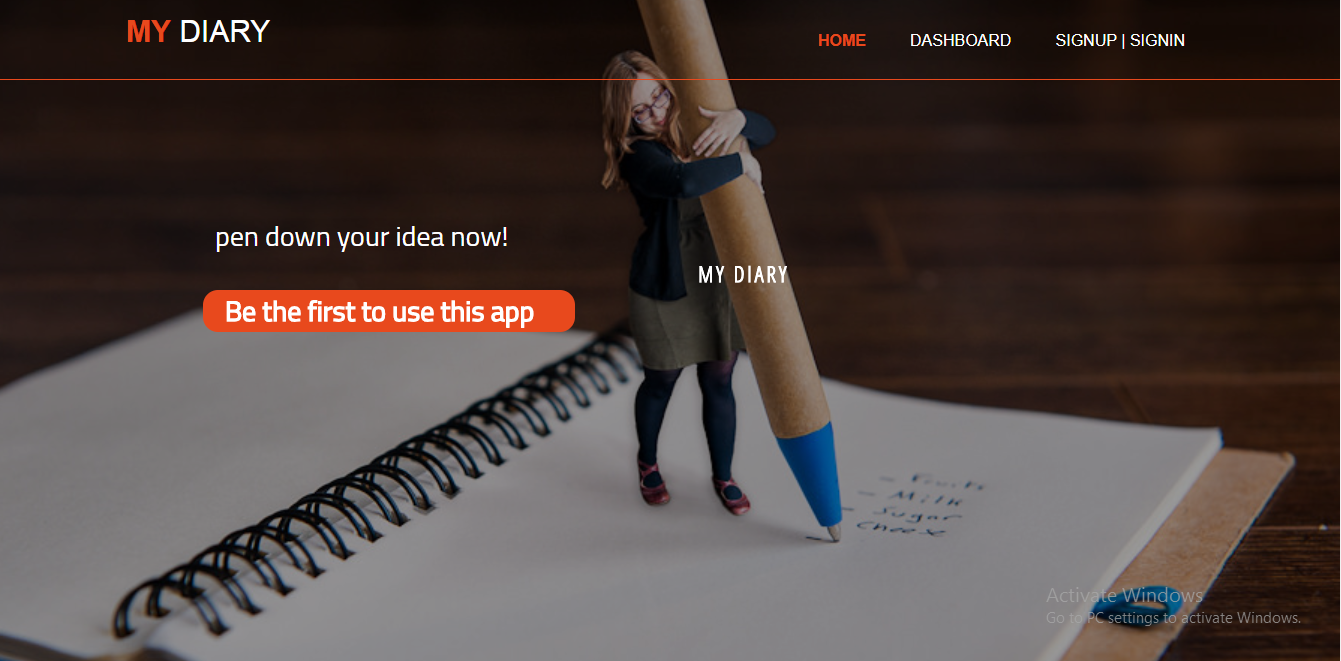 MY DIARY
HOME DASHBOARD SIGNUP | SIGNIN
pen down your idea now!
MY DIARY
Be the first to use this app
- Fruits
- Milk
- Sugar
- Cheese
Activate Windows
Go to PC settings to activate Windows.